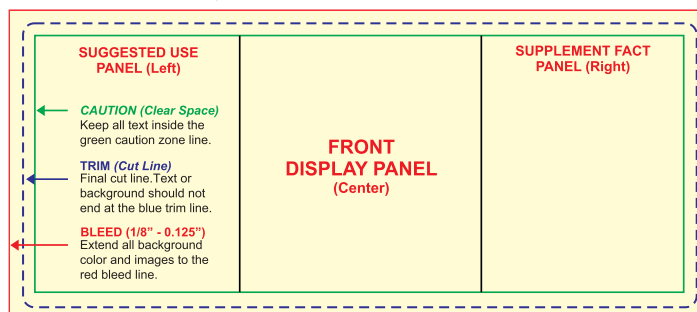 SUGGESTED USE
PANEL (Left)
CAUTION (Clear Space)
Keep all text inside the
green caution zone line.
TRIM (Cut Line)
Final cut line.Text or
background should not
end at the blue trim line.
BLEED (1/8” - 0.125”)
Extend all background
color and images to the
red bleed line.
FRONT
DISPLAY PANEL
(Center)
SUPPLEMENT FACT
PANEL (Right)